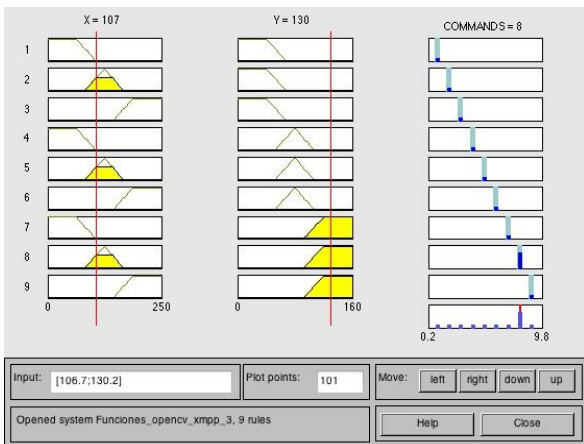 X = 107
Y = 130
COMMANDS = 8
1
2
3
4
5
6
7
8
9
0
250
0
160
0.2
9.8
Input:
[106.7;130.2]
Plot points:
101
Move:
left
right
down
up
Opened system Funciones_opencv_xmpp_3, 9 rules
Help
Close